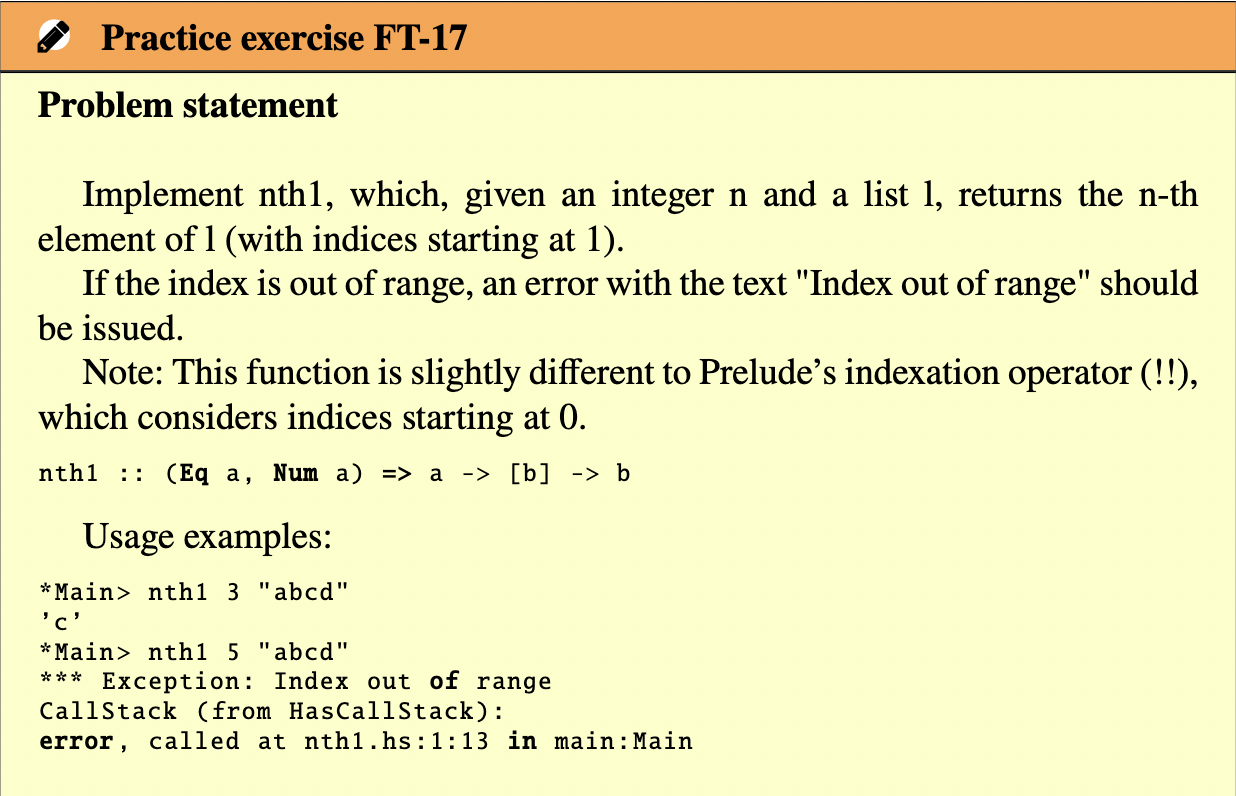 Practice exercise FT-17
Problem statement
Implement nth1, which, given an integer n and a list l, returns the n-th
element of l (with indices starting at 1).
If the index is out of range, an error with the text "Index out of range" should
be issued.
Note: This function is slightly different to Prelude’s indexation operator (!!),
which considers indices starting at 0.
nth1 :: (Eq a, Num a) => a -> [b] -> b
Usage examples:
*Main> nth1 3 "abcd"
’c’
*Main> nth1 5 "abcd"
*** Exception: Index out of range
CallStack (from HasCallStack):
error, called at nth1.hs:1:13 in main:Main